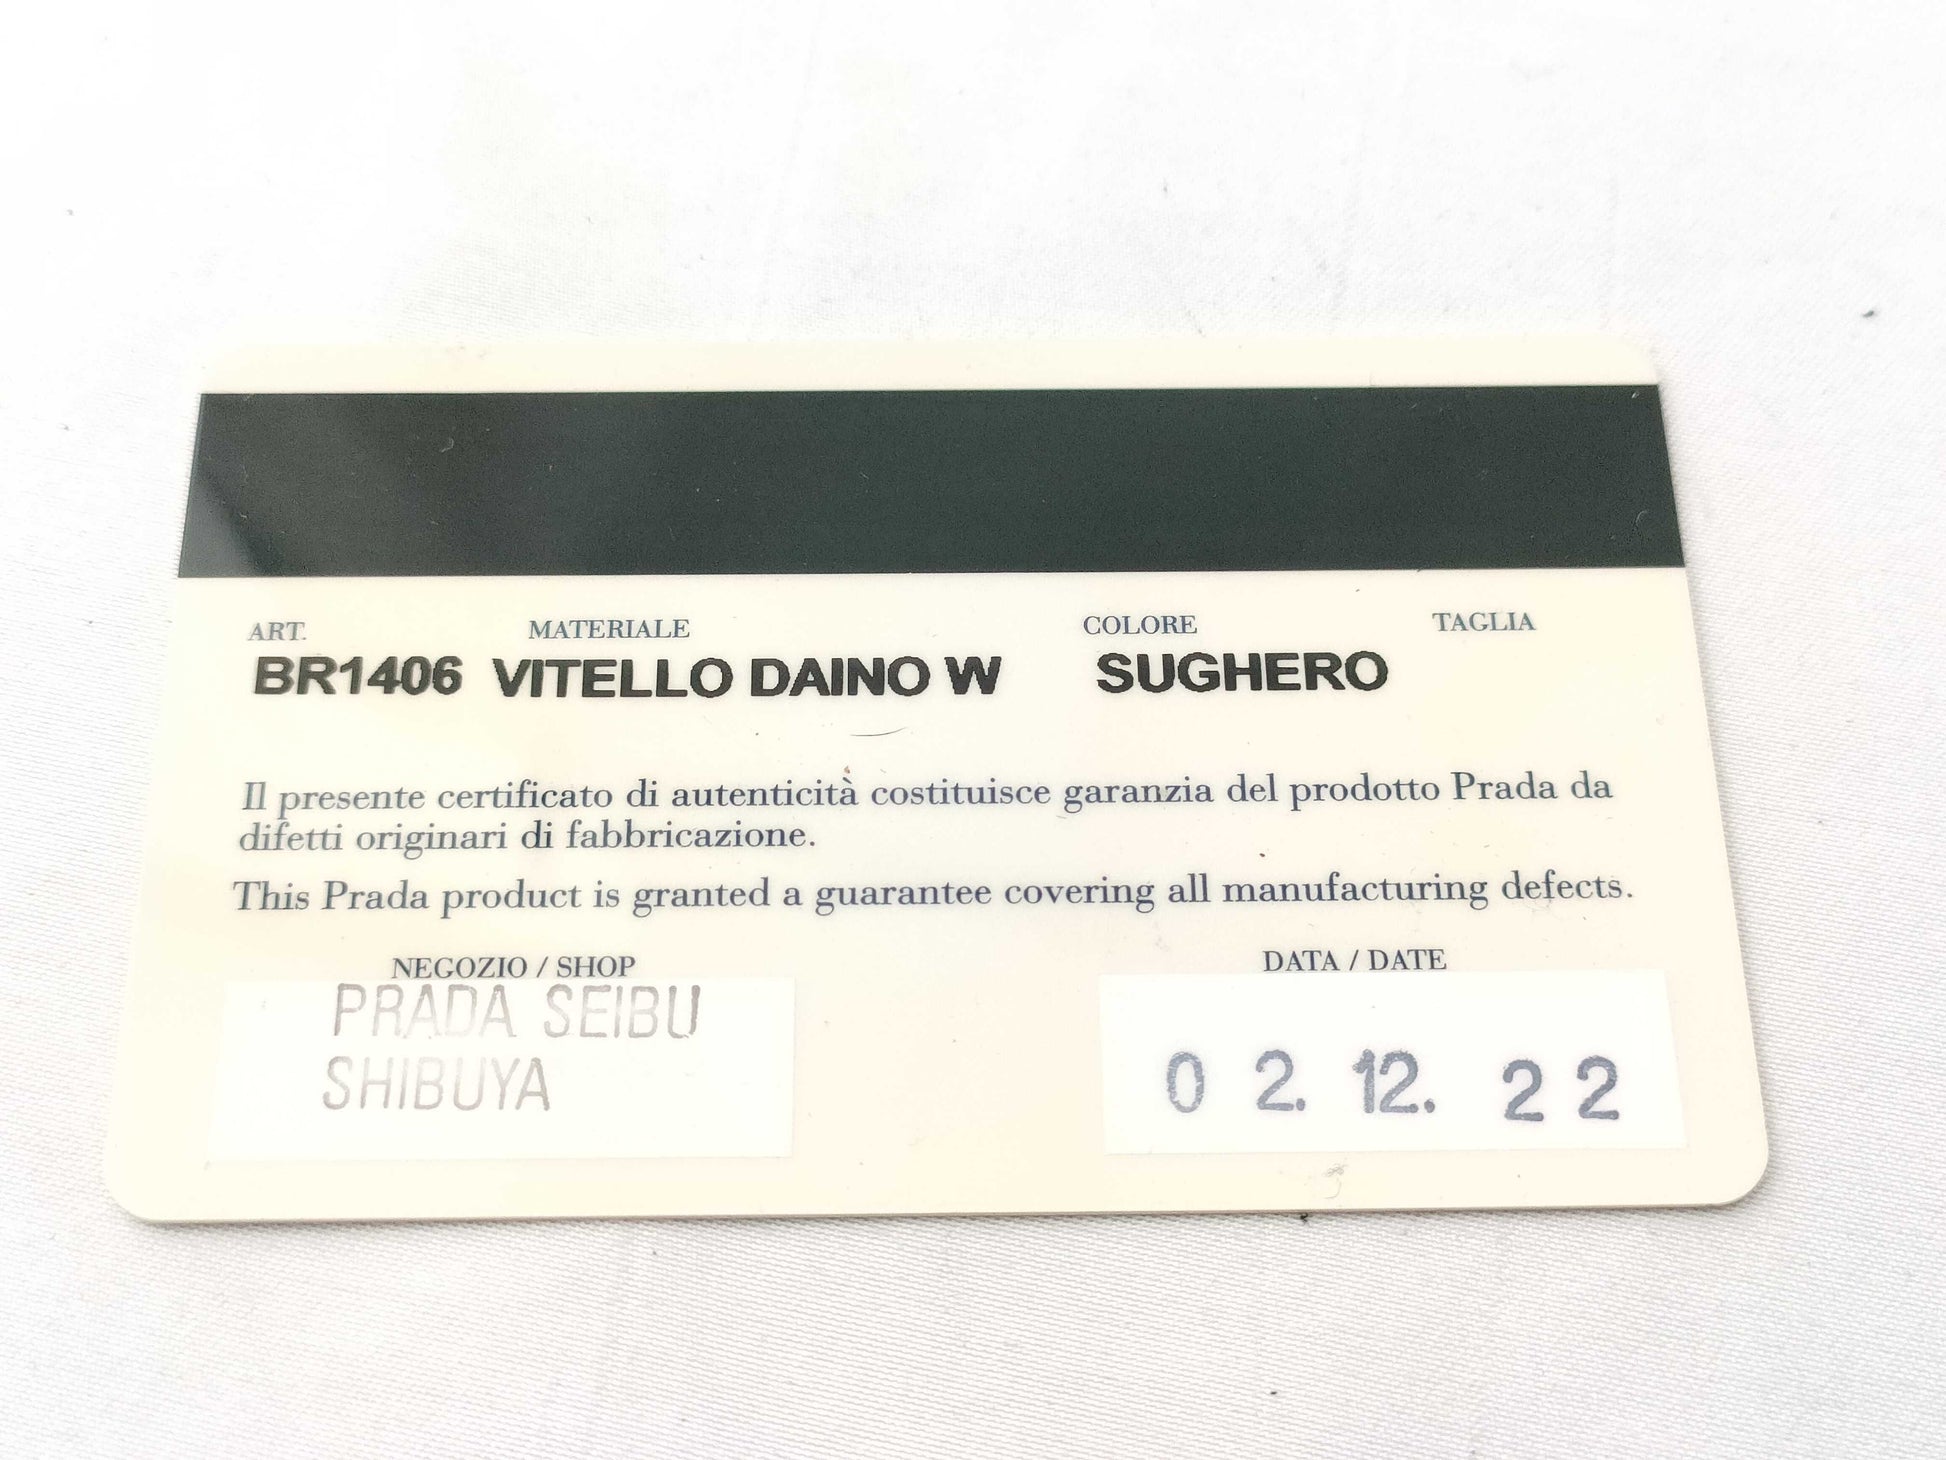 ART. MATERIALE COLORE TAGLIA
BR1406 VITELLO DAINO W SUGHERO
Il presente certificato di autenticità costituisce garanzia del prodotto Prada da
difetti originari di fabbricazione.
This Prada product is granted a guarantee covering all manufacturing defects.
NEGOZIO / SHOP
PRADA SEIBU
SHIBUYA
DATA / DATE
02.12.22